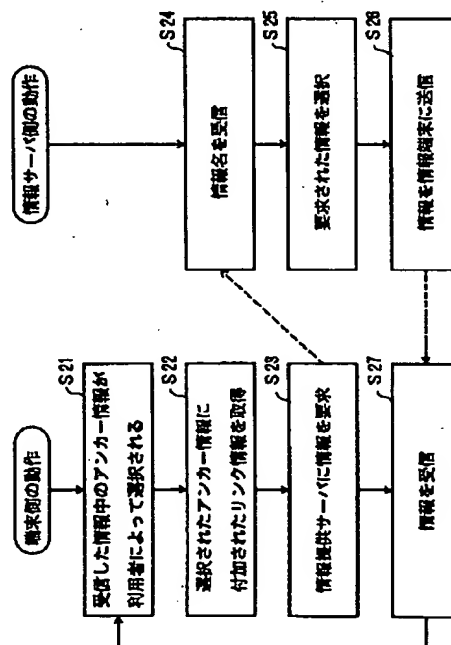 端末側の動作
S21
受信した情報中のアンカー情報が
利用者によって選択される
S22
選択されたアンカー情報に
付加されたリンク情報を取得
S23
情報提供サーバに情報を要求
S27
情報を受信
情報サーバ側の動作
S24
情報名を受信
S25
要求された情報を選択
S26
情報を情報端末に送信